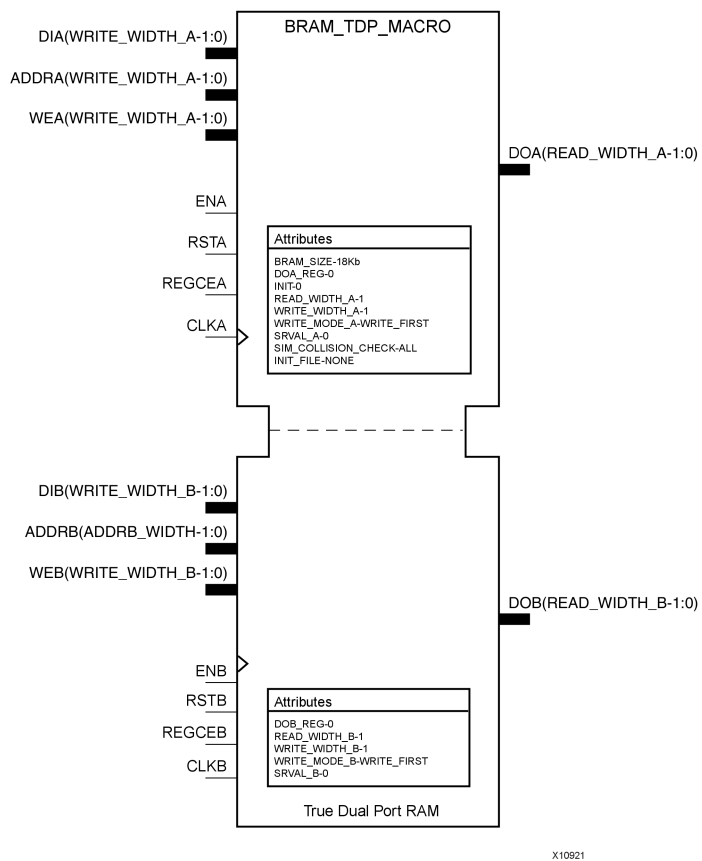 BRAM_TDP_MACRO
DIA(WRITE_WIDTH_A-1:0)
ADDRA(WRITE_WIDTH_A-1:0)
WEA(WRITE_WIDTH_A-1:0)
DOA(READ_WIDTH_A-1:0)
ENA
RSTA
REGCEA
CLKA
Attributes
BRAM_SIZE-18Kb
DOA_REG-0
INIT-0
READ_WIDTH_A-1
WRITE_WIDTH_A-1
WRITE_MODE_A-WRITE_FIRST
SRVAL_A-0
SIM_COLLISION_CHECK-ALL
INIT_FILE-NONE
DIB(WRITE_WIDTH_B-1:0)
ADDRB(ADDRB_WIDTH-1:0)
WEB(WRITE_WIDTH_B-1:0)
DOB(READ_WIDTH_B-1:0)
ENB
RSTB
REGCEB
CLKB
Attributes
DOB_REG-0
READ_WIDTH_B-1
WRITE_WIDTH_B-1
WRITE_MODE_B-WRITE_FIRST
SRVAL_B-0
True Dual Port RAM
X10921